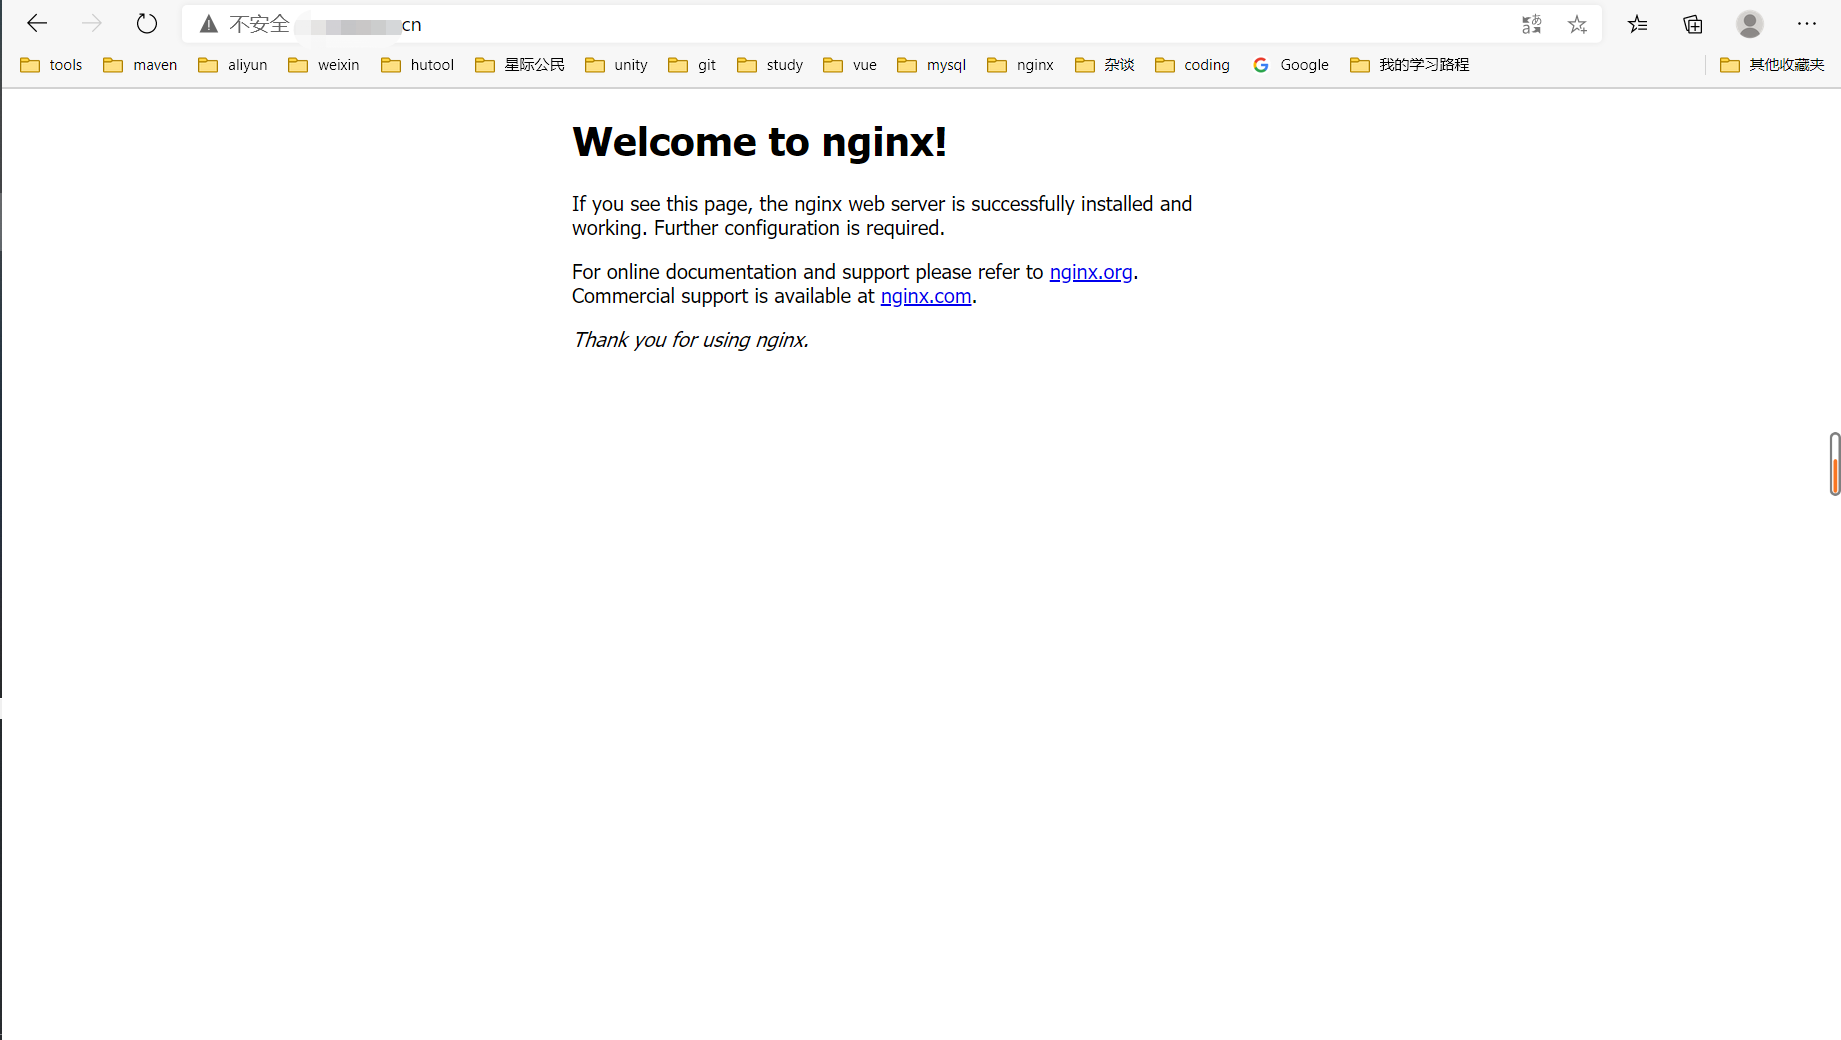 不安全 cn
tools maven aliyun weixin hutool 星际公民 unity git study vue mysql nginx 杂谈 coding Google 我的学习路程 其他收藏夹
Welcome to nginx!
If you see this page, the nginx web server is successfully installed and
working. Further configuration is required.
For online documentation and support please refer to nginx.org.
Commercial support is available at nginx.com.
Thank you for using nginx.